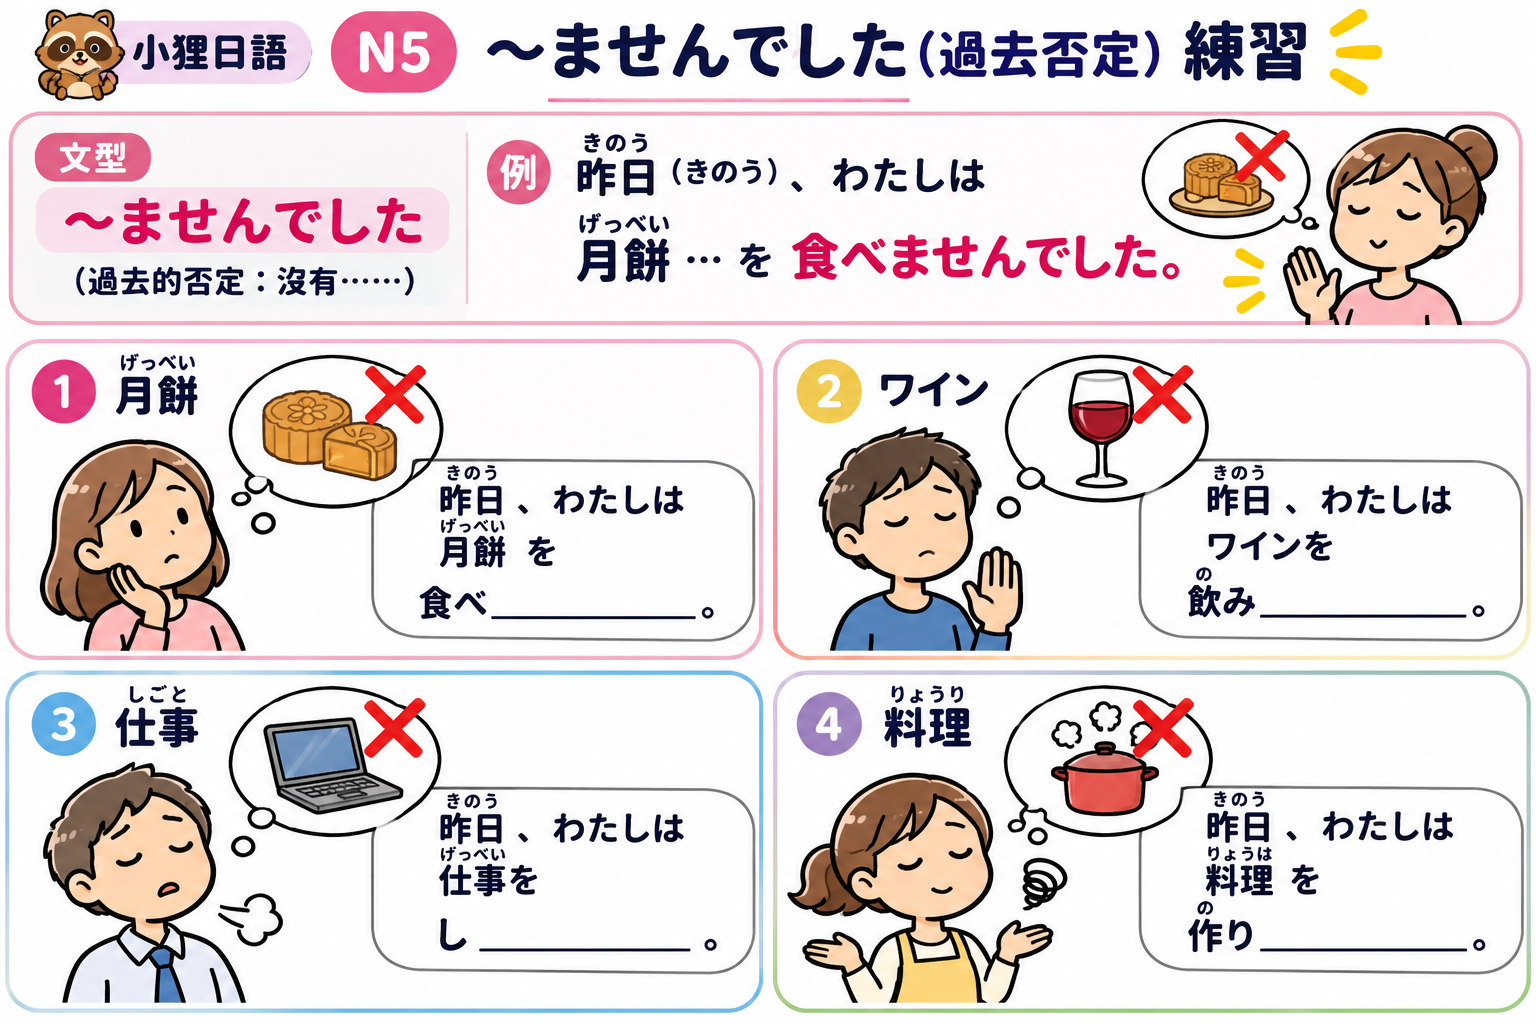 小狸日語
N5
～ませんでした（過去否定）練習
文型
～ませんでした
（過去的否定：沒有⋯⋯）
例
きのう
昨日（きのう）、わたしは
げっぺい
月餅…を 食べませんでした。
1
げっぺい
月餅
きのう
昨日、わたしは
げっぺい
月餅 を
食べ＿＿＿＿＿＿。
2
ワイン
きのう
昨日、わたしは
ワインを
の
飲み＿＿＿＿＿＿。
3
しごと
仕事
きのう
昨日、わたしは
げっぺい
仕事を
し＿＿＿＿＿＿。
4
りょうり
料理
きのう
昨日、わたしは
りょうは
料理 を
の
作り＿＿＿＿＿＿。